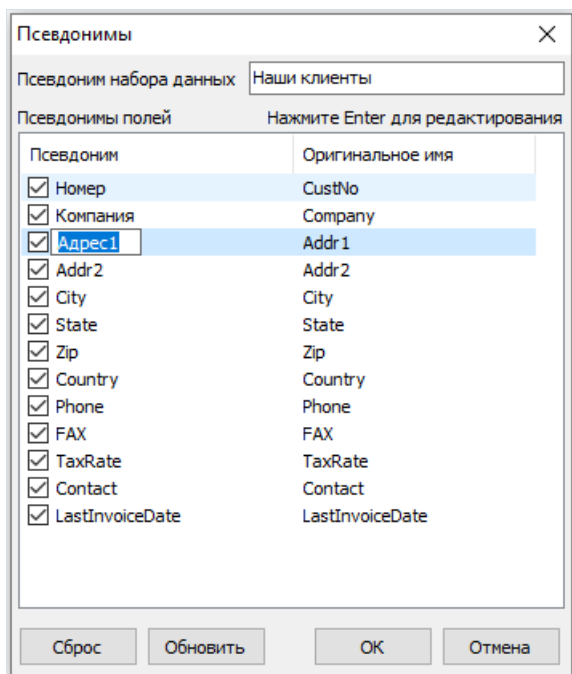 Псевдонимы
Псевдоним набора данных Наши клиенты
Псевдонимы полей Нажмите Enter для редактирования
Псевдоним Оригинальное имя
Номер CustNo
Компания Company
Адрес1 Addr1
Addr2 Addr2
City City
State State
Zip Zip
Country Country
Phone Phone
FAX FAX
TaxRate TaxRate
Contact Contact
LastInvoiceDate LastInvoiceDate
Сброс Обновить OK Отмена